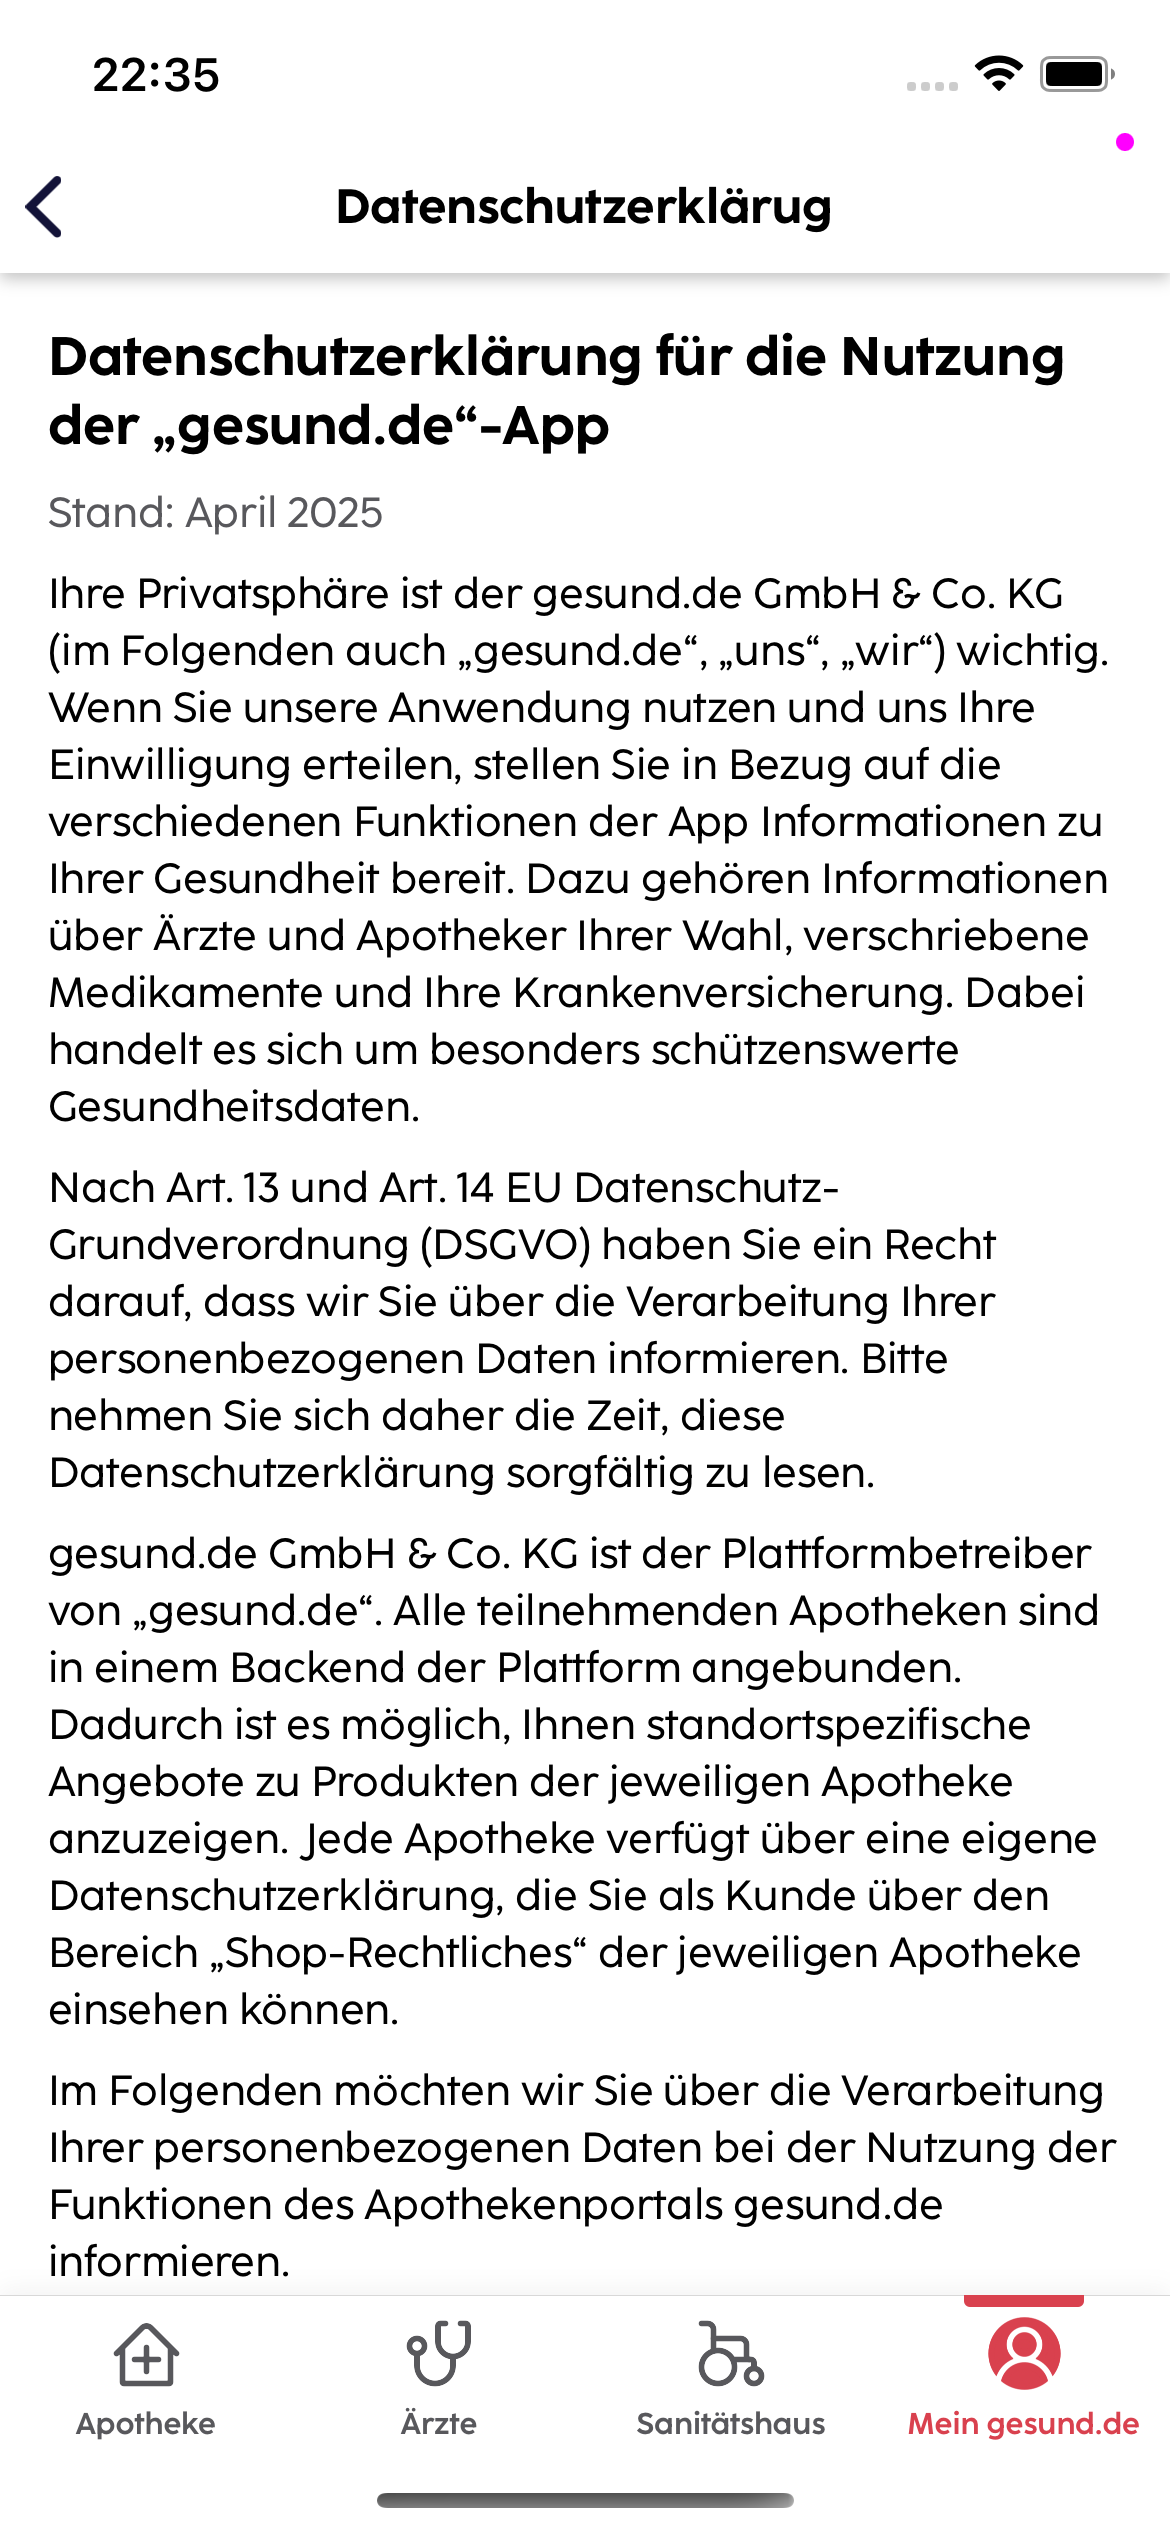 22:35
Datenschutzerklärug
Datenschutzerklärung für die Nutzung
der „gesund.de“-App
Stand: April 2025
Ihre Privatsphäre ist der gesund.de GmbH & Co. KG
(im Folgenden auch „gesund.de“, „uns“, „wir“) wichtig.
Wenn Sie unsere Anwendung nutzen und uns Ihre
Einwilligung erteilen, stellen Sie in Bezug auf die
verschiedenen Funktionen der App Informationen zu
Ihrer Gesundheit bereit. Dazu gehören Informationen
über Ärzte und Apotheker Ihrer Wahl, verschriebene
Medikamente und Ihre Krankenversicherung. Dabei
handelt es sich um besonders schützenswerte
Gesundheitsdaten.
Nach Art. 13 und Art. 14 EU Datenschutz-
Grundverordnung (DSGVO) haben Sie ein Recht
darauf, dass wir Sie über die Verarbeitung Ihrer
personenbezogenen Daten informieren. Bitte
nehmen Sie sich daher die Zeit, diese
Datenschutzerklärung sorgfältig zu lesen.
gesund.de GmbH & Co. KG ist der Plattformbetreiber
von „gesund.de“. Alle teilnehmenden Apotheken sind
in einem Backend der Plattform angebunden.
Dadurch ist es möglich, Ihnen standortspezifische
Angebote zu Produkten der jeweiligen Apotheke
anzuzeigen. Jede Apotheke verfügt über eine eigene
Datenschutzerklärung, die Sie als Kunde über den
Bereich „Shop-Rechtliches“ der jeweiligen Apotheke
einsehen können.
Im Folgenden möchten wir Sie über die Verarbeitung
Ihrer personenbezogenen Daten bei der Nutzung der
Funktionen des Apothekenportals gesund.de
informieren.
Apotheke
Ärzte
Sanitätshaus
Mein gesund.de